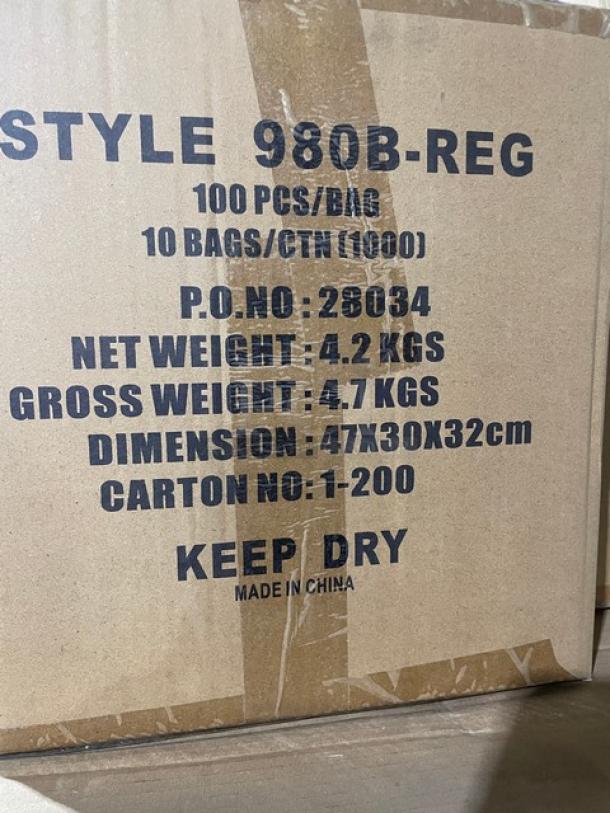 STYLE 980B-REG
100 PCS/BAG
10 BAGS/CTN (1000)
P.O.NO : 28034
NET WEIGHT : 4.2 KGS
GROSS WEIGHT : 4.7 KGS
DIMENSION : 47X30X32cm
CARTON NO: 1-200
KEEP DRY
MADE IN CHINA